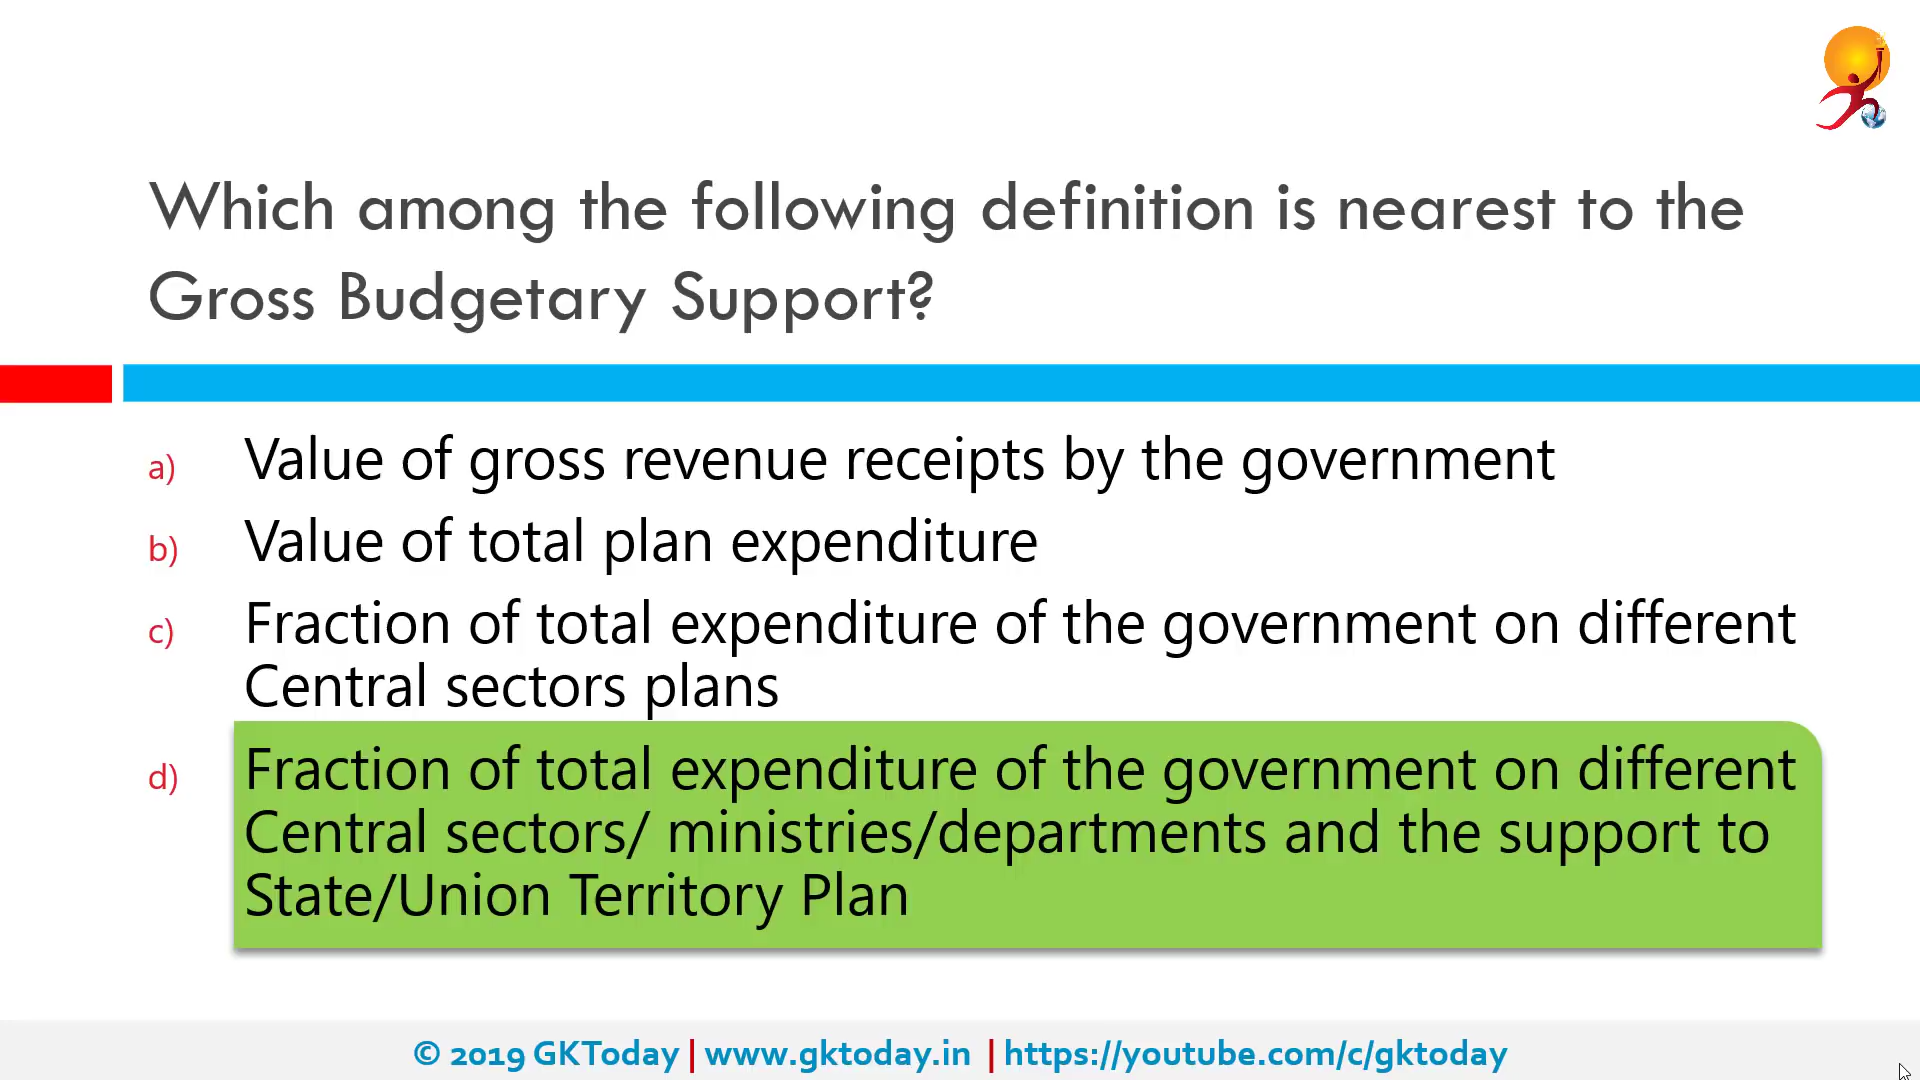 Which among the following definition is nearest to the
Gross Budgetary Support?
a) Value of gross revenue receipts by the government
b) Value of total plan expenditure
c) Fraction of total expenditure of the government on different
Central sectors plans
d) Fraction of total expenditure of the government on different
Central sectors/ ministries/departments and the support to
State/Union Territory Plan
© 2019 GKToday | www.gktoday.in | https://youtube.com/c/gktoday